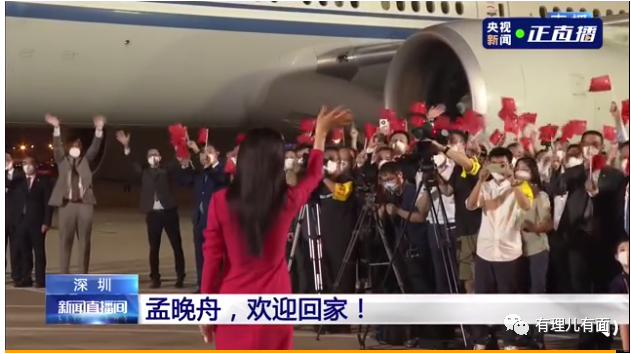 央视新闻 正直播
深圳
新闻直播间
孟晚舟，欢迎回家！
有理儿有面